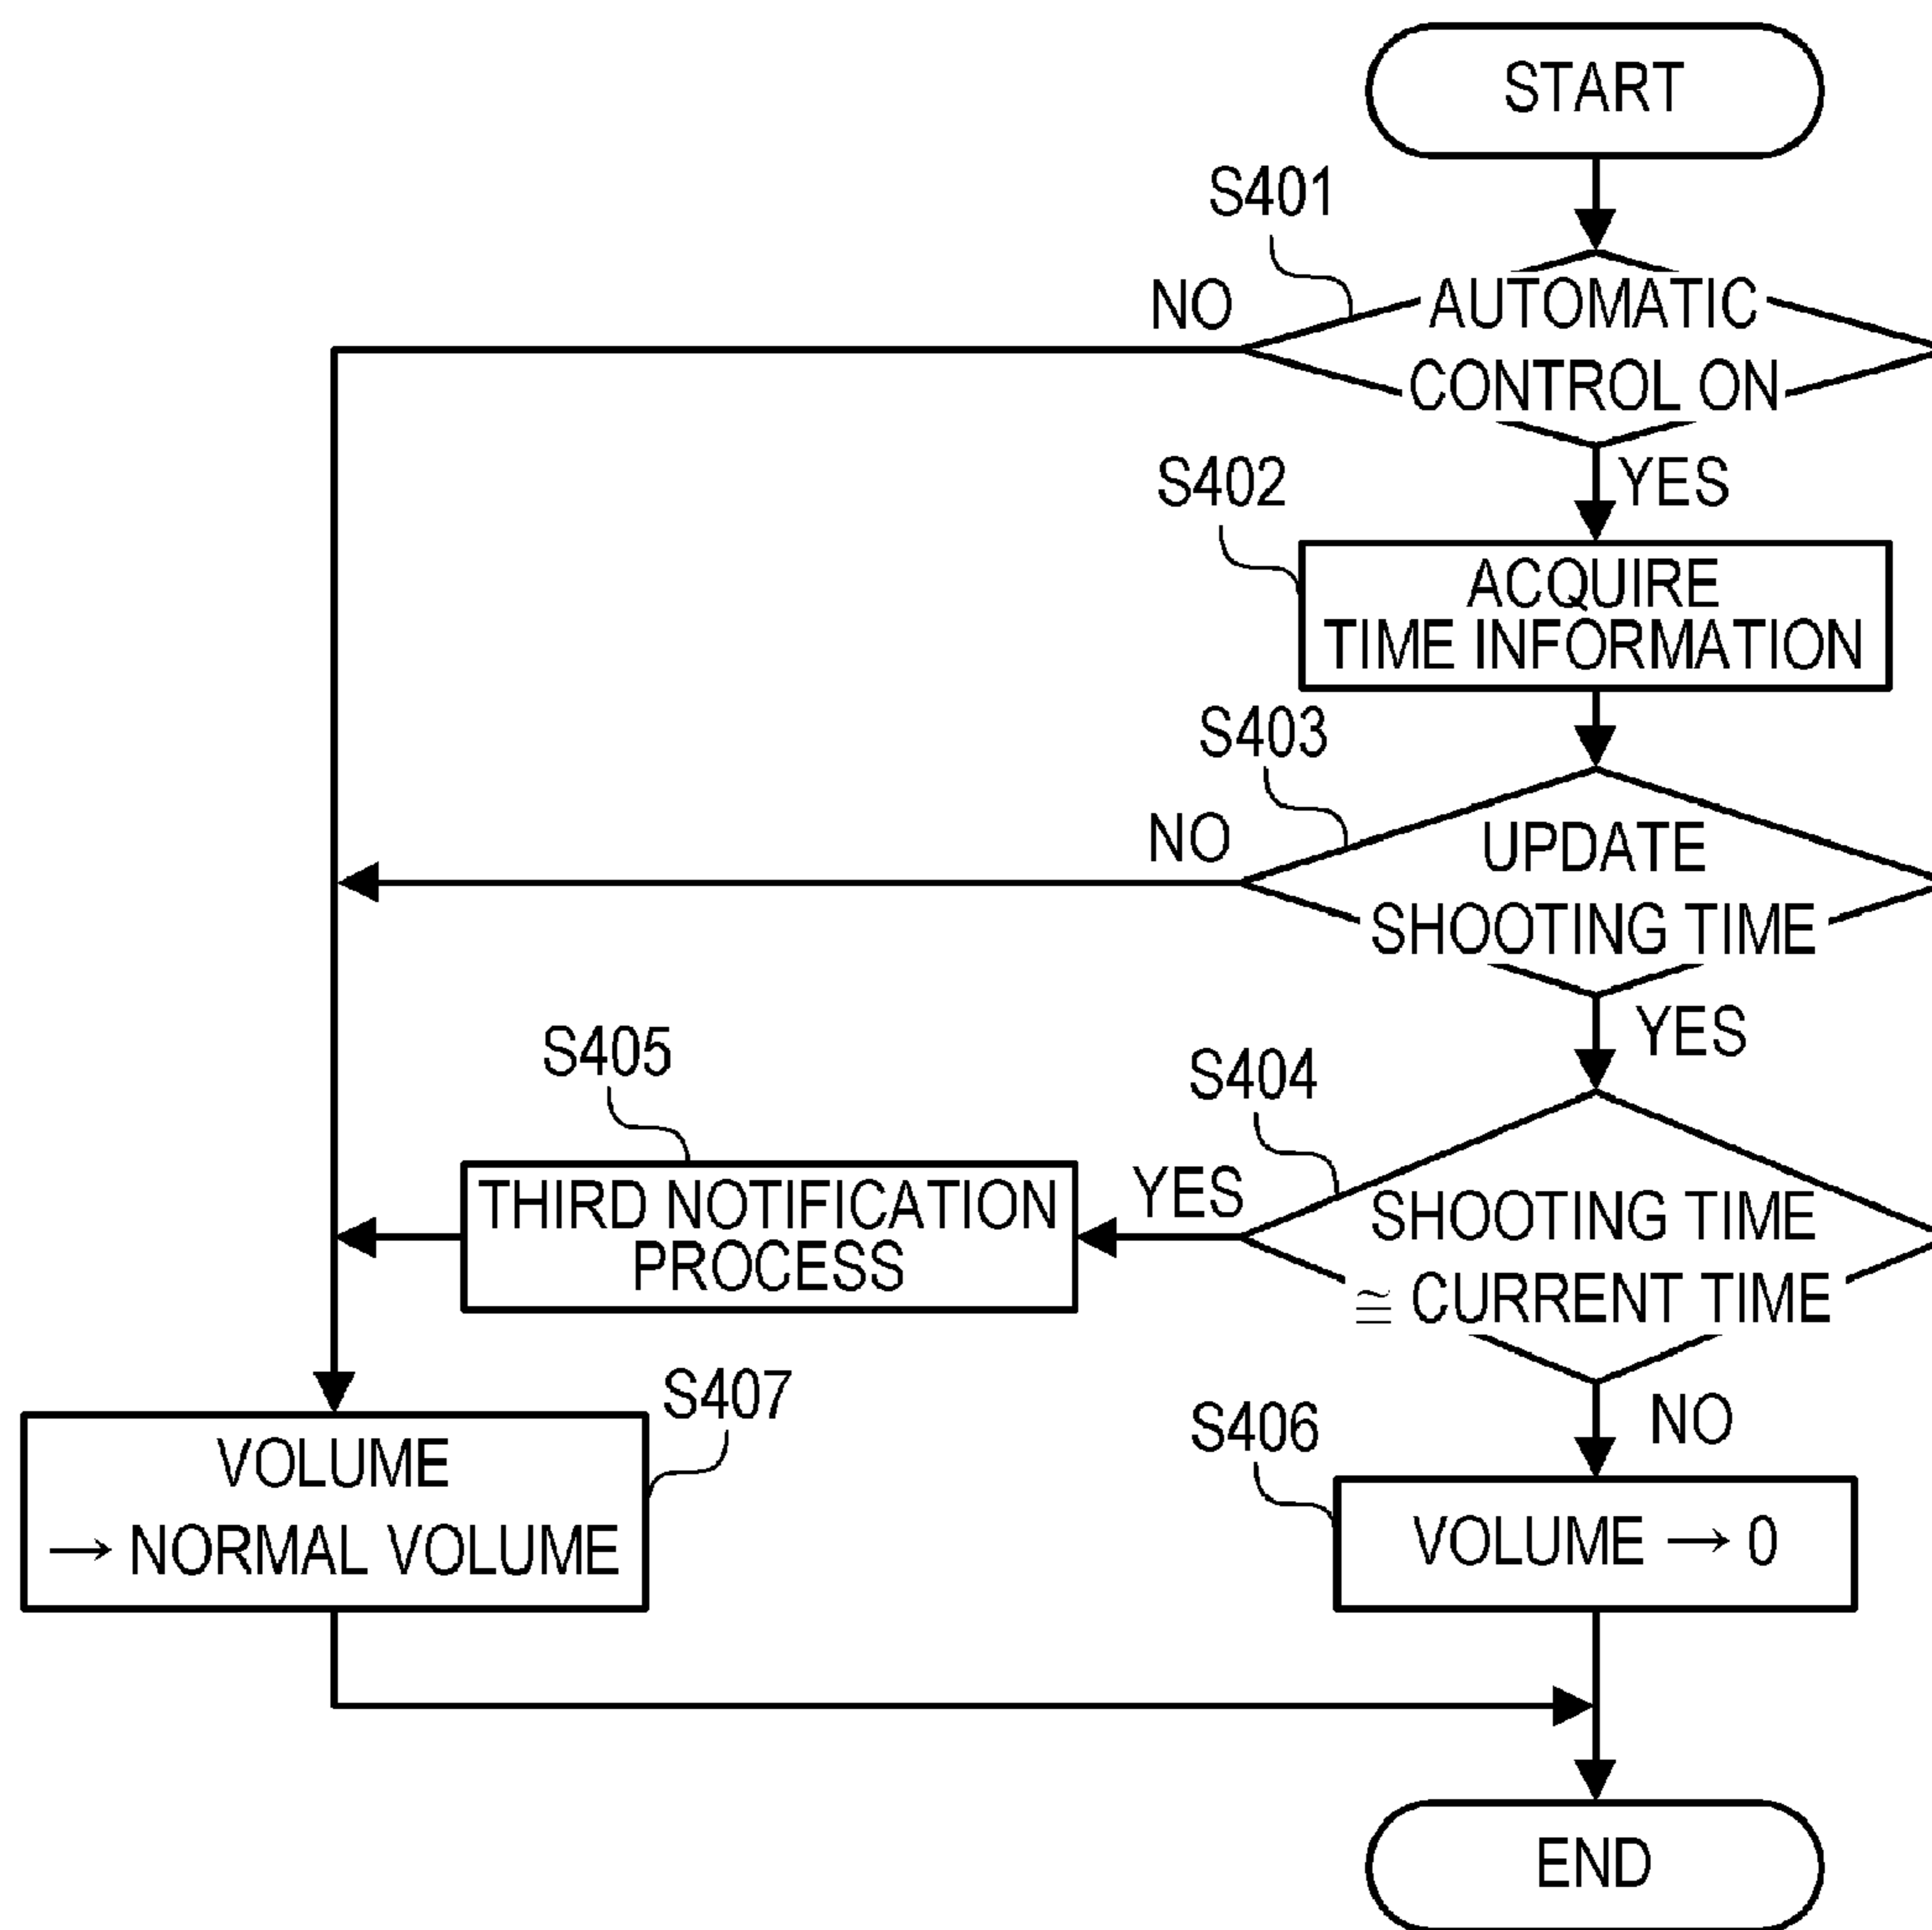 START
S401
NO
AUTOMATIC
CONTROL ON
YES
S402
ACQUIRE
TIME INFORMATION
S403
NO
UPDATE
SHOOTING TIME
YES
S405
S404
THIRD NOTIFICATION
PROCESS
YES
SHOOTING TIME
≅ CURRENT TIME
S407
NO
S406
VOLUME
→ NORMAL VOLUME
VOLUME → 0
END